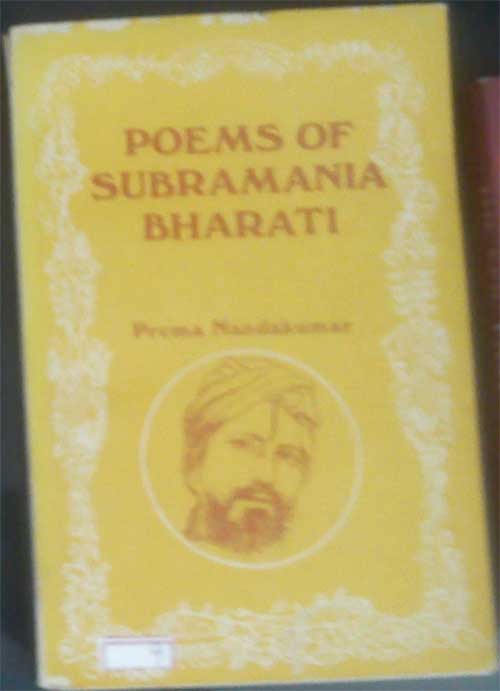 POEMS OF
SUBRAMANIA
BHARATI
Prema Nandakumar